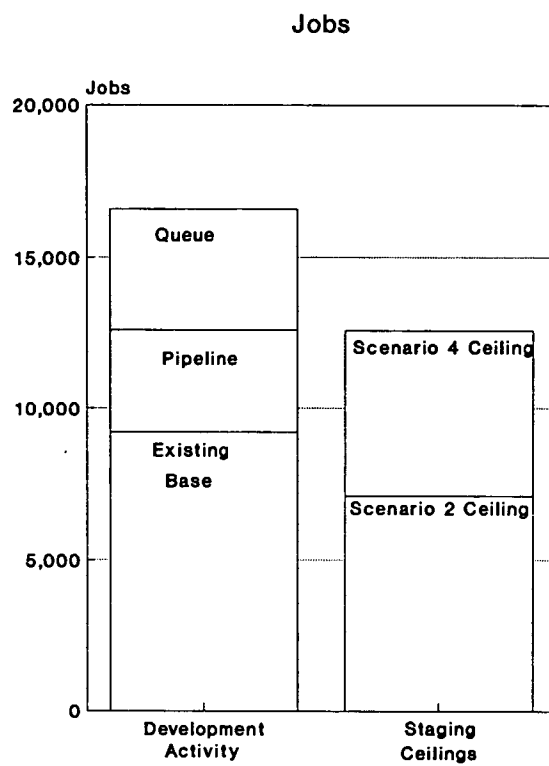 Jobs
Jobs
20,000
15,000
10,000
5,000
0
Queue
Pipeline
Existing
Base
Scenario 4 Ceiling
Scenario 2 Ceiling
Development
Activity
Staging
Ceilings